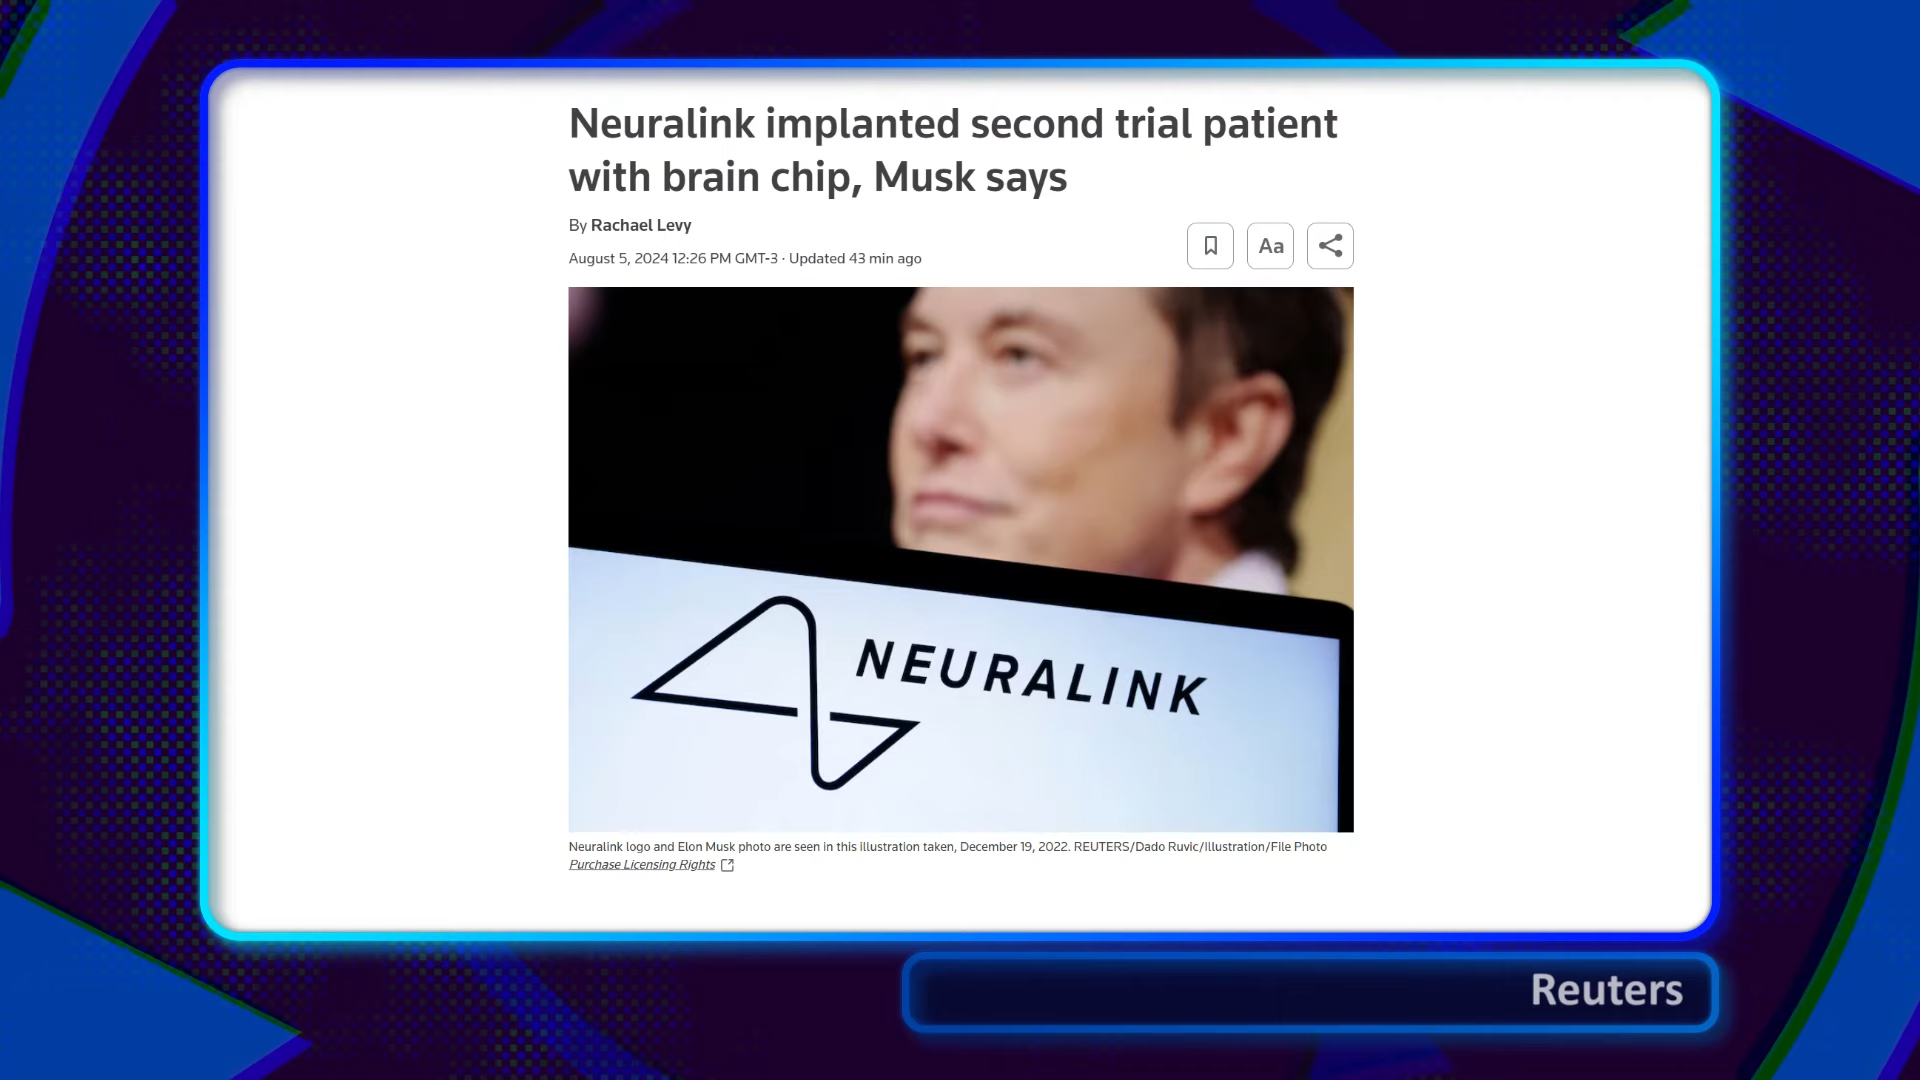 Neuralink implanted second trial patient
with brain chip, Musk says
By Rachael Levy
August 5, 2024 12:26 PM GMT-3 · Updated 43 min ago
Aa
NEURALINK
Neuralink logo and Elon Musk photo are seen in this illustration taken, December 19, 2022. REUTERS/Dado Ruvic/Illustration/File Photo
Purchase Licensing Rights
Reuters